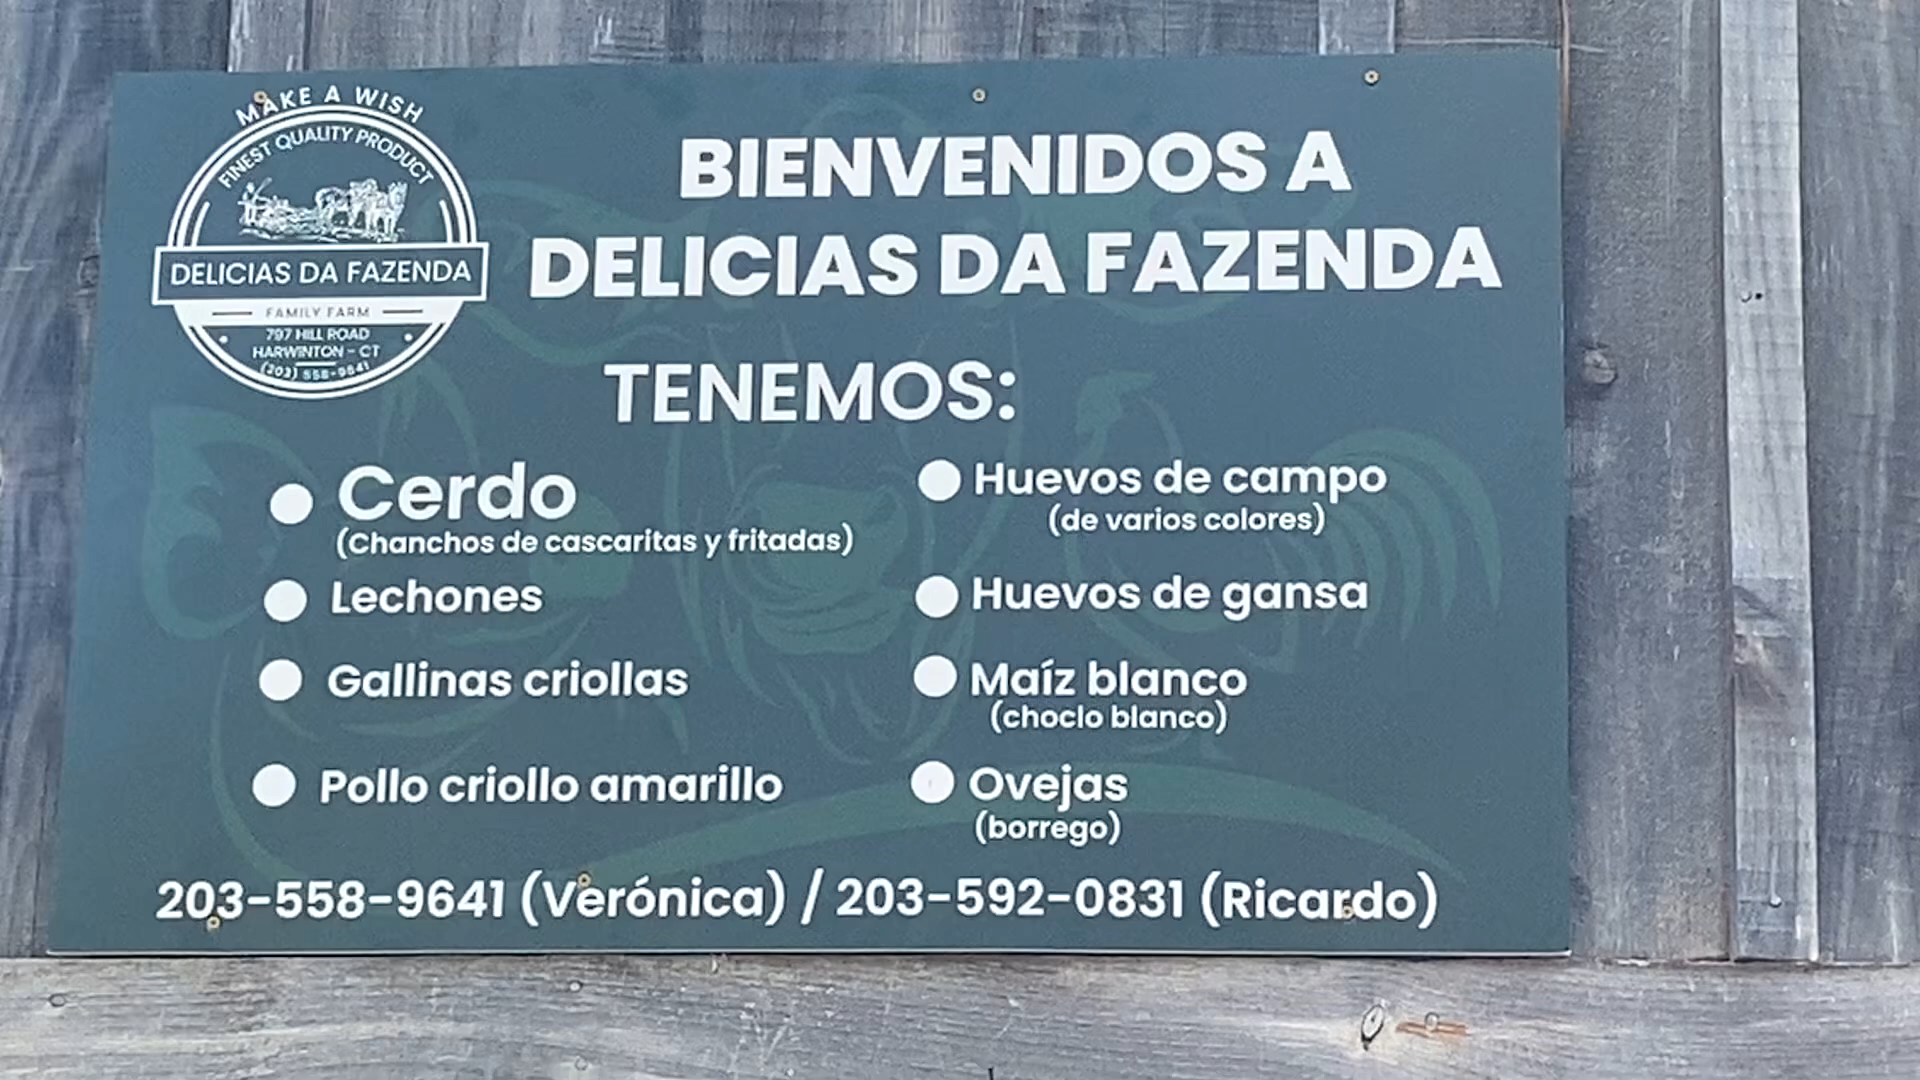 MAKE A WISH
FINEST QUALITY PRODUCT
DELICIAS DA FAZENDA
FAMILY FARM
797 HILL ROAD
HARWINTON - CT
(203) 558-9641
BIENVENIDOS A
DELICIAS DA FAZENDA
TENEMOS:
Cerdo
(Chanchos de cascaritas y fritadas)
Lechones
Gallinas criollas
Pollo criollo amarillo
Huevos de campo
(de varios colores)
Huevos de gansa
Maíz blanco
(choclo blanco)
Ovejas
(borrego)
203-558-9641 (Verónica) / 203-592-0831 (Ricardo)